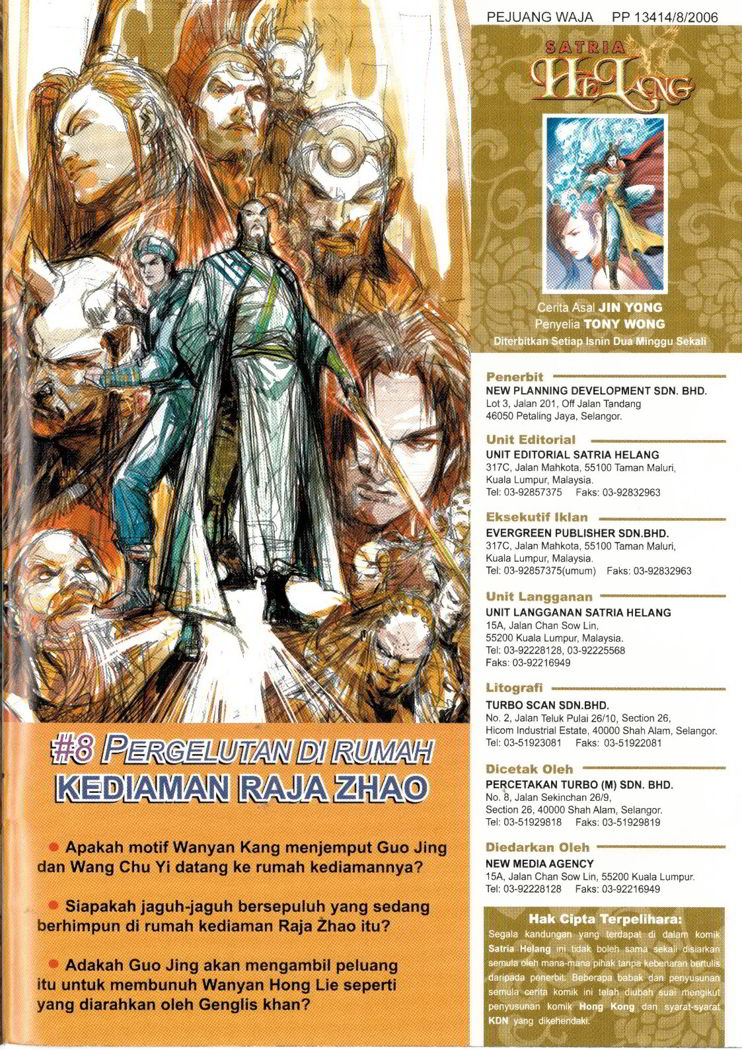 PEJUANG WAJA PP 13414/8/2006
SATRIA
HELANG
Cerita Asal JIN YONG
Penyelia TONY WONG
Diterbitkan Setiap Isnin Dua Minggu Sekali
Penerbit
NEW PLANNING DEVELOPMENT SDN. BHD.
Lot 3, Jalan 201, Off Jalan Tandang
46050 Petaling Jaya, Selangor.
Unit Editorial
UNIT EDITORIAL SATRIA HELANG
317C, Jalan Mahkota, 55100 Taman Maluri,
Kuala Lumpur, Malaysia.
Tel: 03-92857375 Faks: 03-92832963
Eksekutif Iklan
EVERGREEN PUBLISHER SDN.BHD.
317C, Jalan Mahkota, 55100 Taman Maluri,
Kuala Lumpur, Malaysia.
Tel: 03-92857375(umum) Faks: 03-92832963
Unit Langganan
UNIT LANGGANAN SATRIA HELANG
15A, Jalan Chan Sow Lin,
55200 Kuala Lumpur, Malaysia.
Tel: 03-92228128, 03-92225568
Faks: 03-92216949
Litografi
TURBO SCAN SDN.BHD.
No. 2, Jalan Teluk Pulai 26/10, Section 26,
Hicom Industrial Estate, 40000 Shah Alam, Selangor.
Tel: 03-51923081 Faks: 03-51922081
Dicetak Oleh
PERCETAKAN TURBO (M) SDN. BHD.
No. 8, Jalan Sekinchan 26/9,
Section 26, 40000 Shah Alam, Selangor.
Tel: 03-51929818 Faks: 03-51929819
Diedarkan Oleh
NEW MEDIA AGENCY
15A, Jalan Chan Sow Lin, 55200 Kuala Lumpur.
Tel: 03-92228128 Faks: 03-92216949
Hak Cipta Terpelihara:
Segala kandungan yang terdapat di dalam komik
Satria Helang ini tidak boleh sama sekali disiarkan
semula oleh mana-mana pihak tanpa kebenaran bertulis
daripada penerbit. Beberapa babak dan penyusunan
semula cerita komik ini telah diubah suai mengikut
penyusunan komik Hong Kong dan syarat-syarat
KDN yang dikehendaki.
#8 PERGELUTAN DI RUMAH
KEDIAMAN RAJA ZHAO
● Apakah motif Wanyan Kang menjemput Guo Jing
dan Wang Chu Yi datang ke rumah kediamannya?
● Siapakah jaguh-jaguh bersepuluh yang sedang
berhimpun di rumah kediaman Raja Zhao itu?
● Adakah Guo Jing akan mengambil peluang
itu untuk membunuh Wanyan Hong Lie seperti
yang diarahkan oleh Genglis khan?